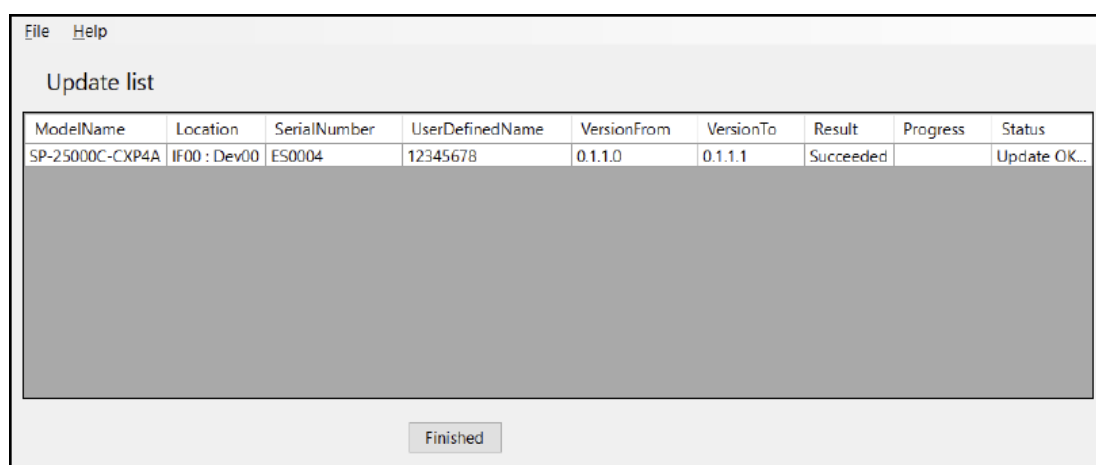 File Help
Update list
ModelName Location SerialNumber UserDefinedName VersionFrom VersionTo Result Progress Status
SP-25000C-CXP4A IF00 : Dev00 ES0004 12345678 0.1.1.0 0.1.1.1 Succeeded Update OK...
Finished